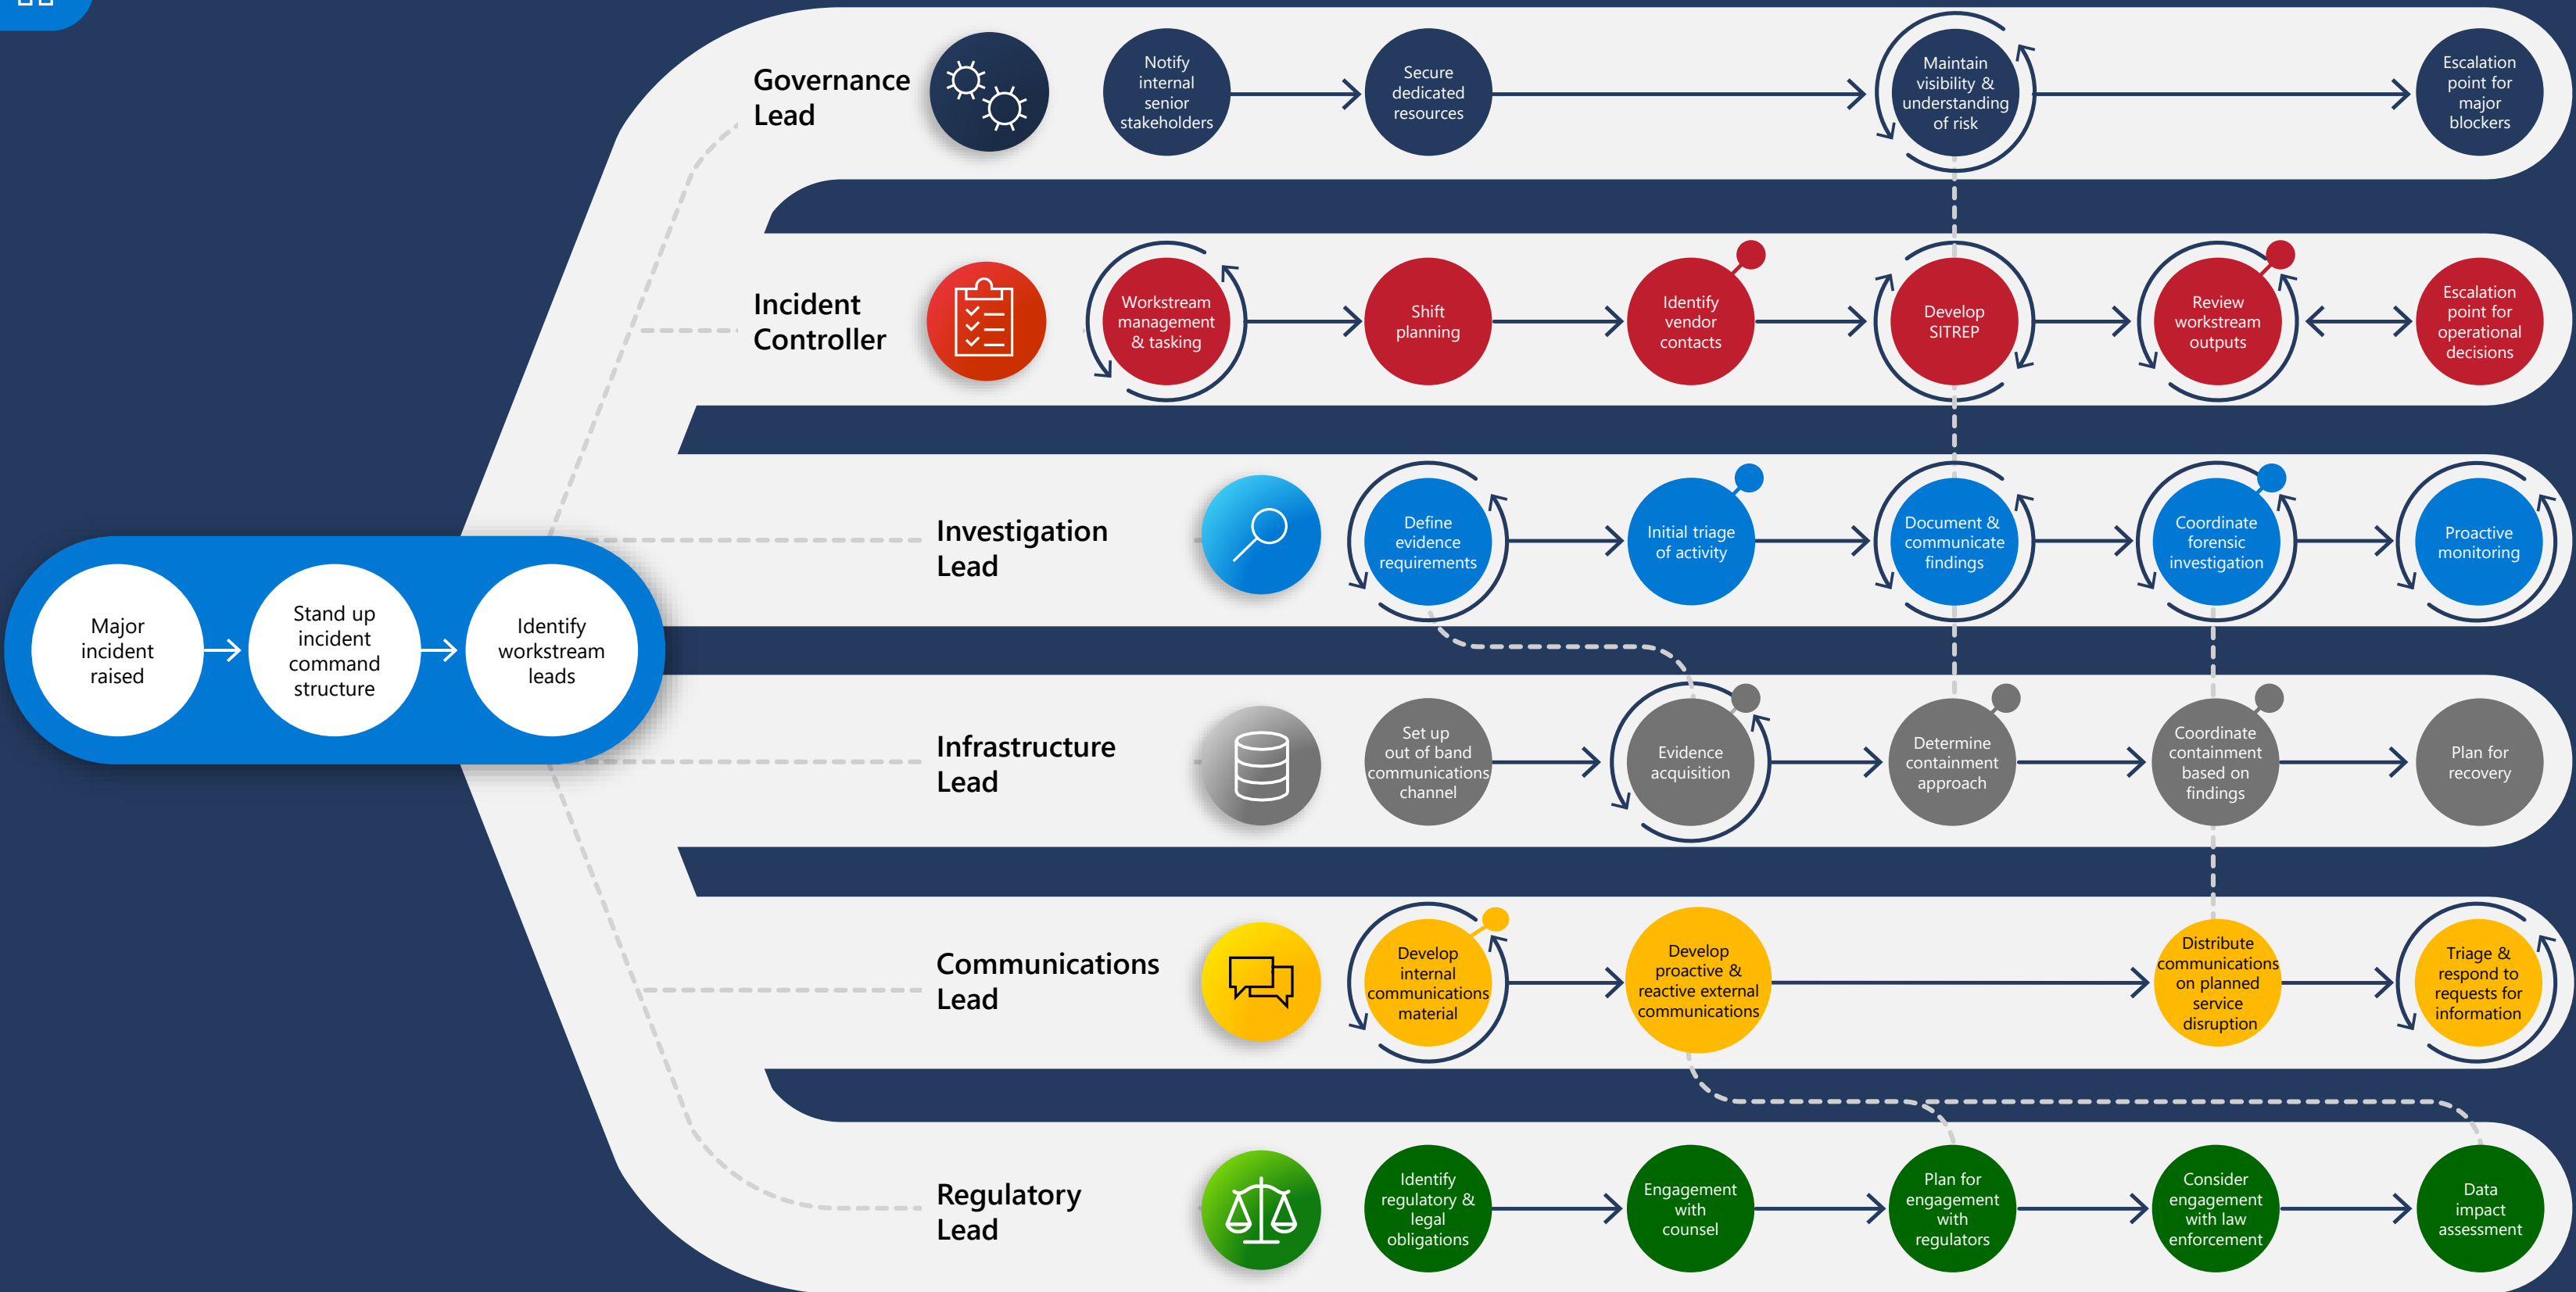 Major
incident
raised
Stand up
incident
command
structure
Identify
workstream
leads
Governance
Lead
Notify
internal
senior
stakeholders
Secure
dedicated
resources
Maintain
visibility &
understanding
of risk
Escalation
point for
major
blockers
Incident
Controller
Workstream
management
& tasking
Shift
planning
Identify
vendor
contacts
Develop
SITREP
Review
workstream
outputs
Escalation
point for
operational
decisions
Investigation
Lead
Define
evidence
requirements
Initial triage
of activity
Document &
communicate
findings
Coordinate
forensic
investigation
Proactive
monitoring
Infrastructure
Lead
Set up
out of band
communications
channel
Evidence
acquisition
Determine
containment
approach
Coordinate
containment
based on
findings
Plan for
recovery
Communications
Lead
Develop
internal
communications
material
Develop
proactive &
reactive external
communications
Distribute
communications
on planned
service
disruption
Triage &
respond to
requests for
information
Regulatory
Lead
Identify
regulatory &
legal
obligations
Engagement
with
counsel
Plan for
engagement
with
regulators
Consider
engagement
with law
enforcement
Data
impact
assessment